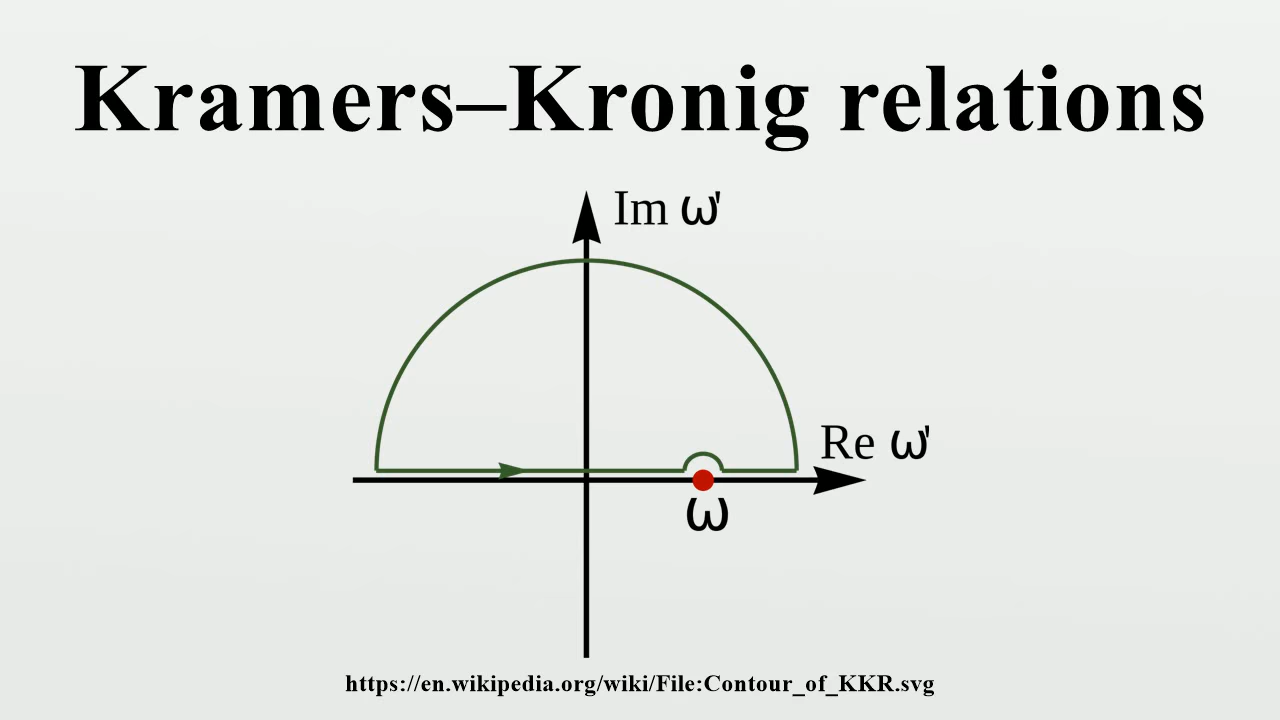 Kramers–Kronig relations
Im ω'
Re ω'
ω
https://en.wikipedia.org/wiki/File:Contour_of_KKR.svg